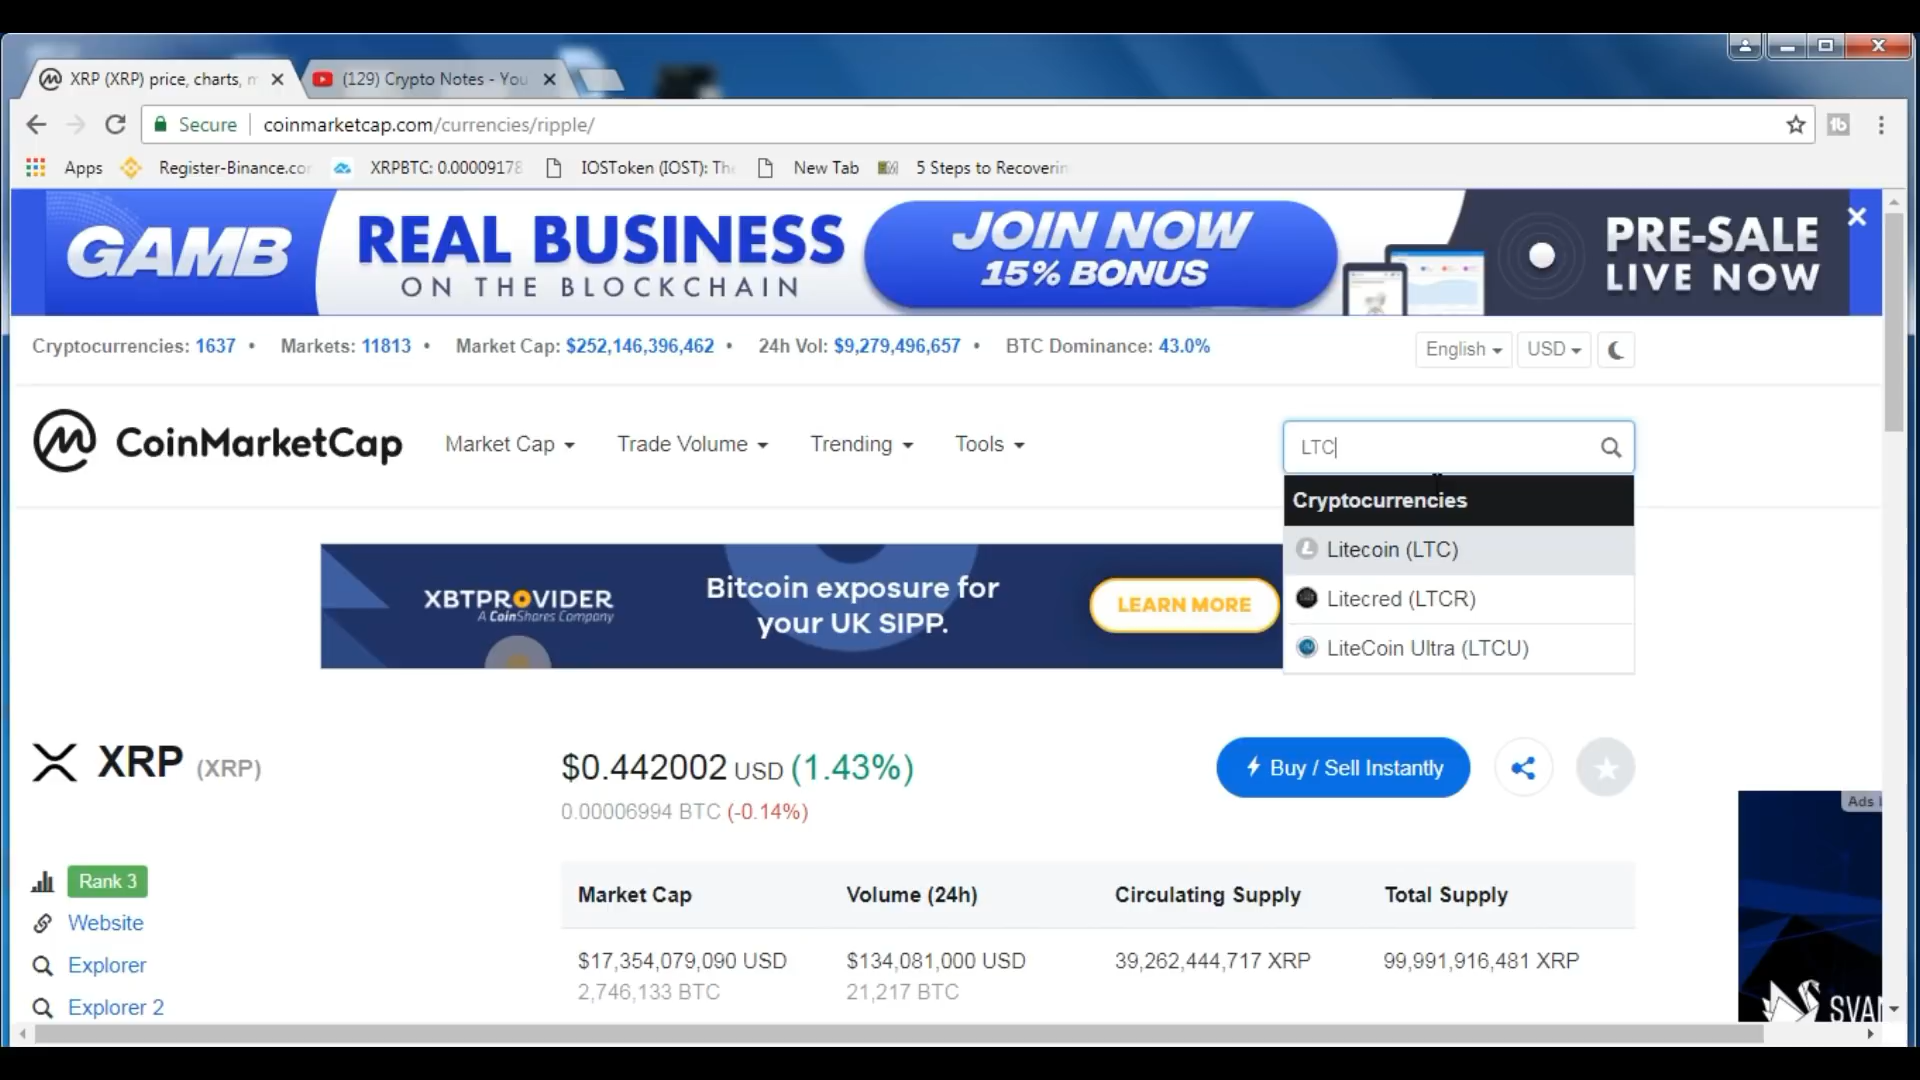 XRP (XRP) price, charts, m
(129) Crypto Notes - You
Secure coinmarketcap.com/currencies/ripple/
Apps Register-Binance.cor XRPBTC: 0.00009178 IOSToken (IOST): The New Tab 5 Steps to Recoverin
GAMB REAL BUSINESS ON THE BLOCKCHAIN
JOIN NOW 15% BONUS
PRE-SALE LIVE NOW
Cryptocurrencies: 1637 • Markets: 11813 • Market Cap: $252,146,396,462 • 24h Vol: $9,279,496,657 • BTC Dominance: 43.0%
English USD
CoinMarketCap Market Cap Trade Volume Trending Tools
LTC
Cryptocurrencies
Litecoin (LTC)
Litecred (LTCR)
LiteCoin Ultra (LTCU)
XBTPROVIDER
A CoinShares Company
Bitcoin exposure for
your UK SIPP.
LEARN MORE
XRP (XRP)
$0.442002 USD (1.43%)
0.00006994 BTC (-0.14%)
Buy / Sell Instantly
Ads
Rank 3
Website
Explorer
Explorer 2
Market Cap Volume (24h) Circulating Supply Total Supply
$17,354,079,090 USD $134,081,000 USD 39,262,444,717 XRP 99,991,916,481 XRP
2,746,133 BTC 21,217 BTC
SVAN